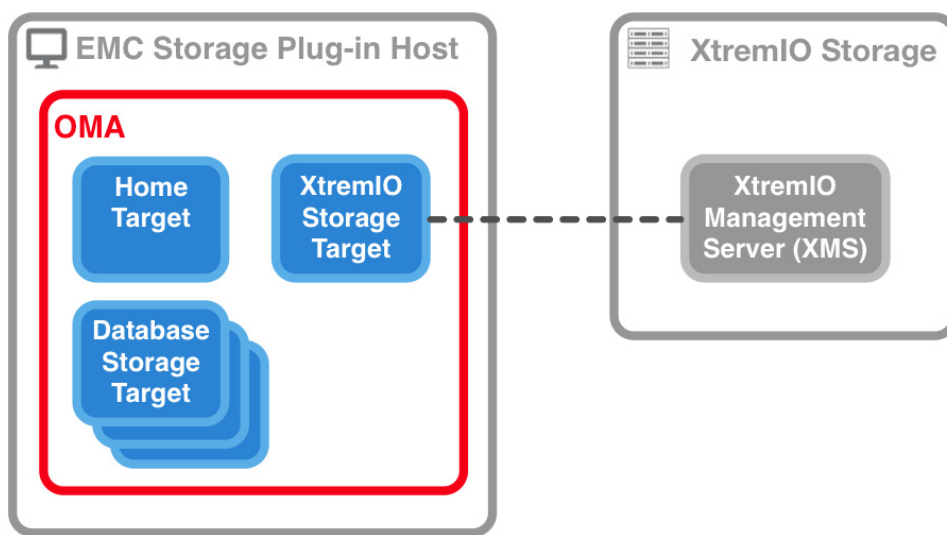 EMC Storage Plug-in Host
OMA
Home
Target
XtremIO
Storage
Target
Database
Storage
Target
XtremIO Storage
XtremIO
Management
Server (XMS)